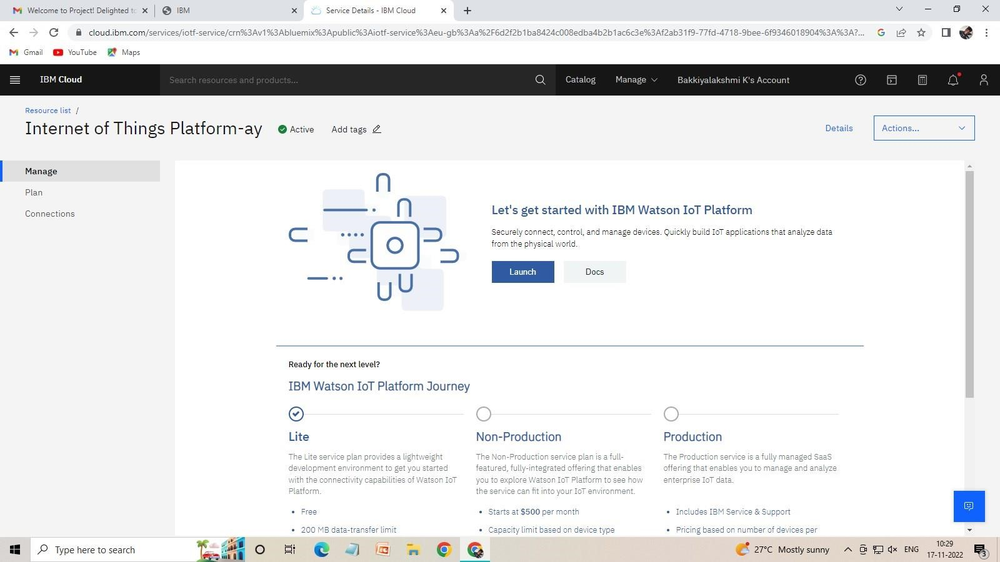 Welcome to Project! Delighted to
IBM
Service Details - IBM Cloud
cloud.ibm.com/services/iotf-service/crn%3Av1%3Abluemix%3Apublic%3Aiotf-service%3Aeu-gb%3Aa%2F6d2f2b1ba8424c008edba4b2b1ac6c3e%3Af2ab31f9-77fd-4718-9bee-6f9346018904%3A%3A?...
Gmail
YouTube
Maps
IBM Cloud
Search resources and products...
Catalog
Manage
Bakkiyalakshmi K's Account
Resource list /
Internet of Things Platform-ay
Active
Add tags
Details
Actions...
Manage
Plan
Connections
Let's get started with IBM Watson IoT Platform
Securely connect, control, and manage devices. Quickly build IoT applications that analyze data
from the physical world.
Launch
Docs
Ready for the next level?
IBM Watson IoT Platform Journey
Lite
The Lite service plan provides a lightweight
development environment to get you started
with the connectivity capabilities of Watson IoT
Platform.
• Free
• 200 MB data-transfer limit
Non-Production
The Non-Production service plan is a full-
featured, fully-integrated offering that enables
you to explore Watson IoT Platform to see how
the service can fit into your IoT environment.
• Starts at $500 per month
• Capacity limit based on device type
Production
The Production service is a fully managed SaaS
offering that enables you to manage and analyze
enterprise IoT data.
• Includes IBM Service & Support
• Pricing based on number of devices per
Type here to search
27°C Mostly sunny
ENG
10:29
17-11-2022
3